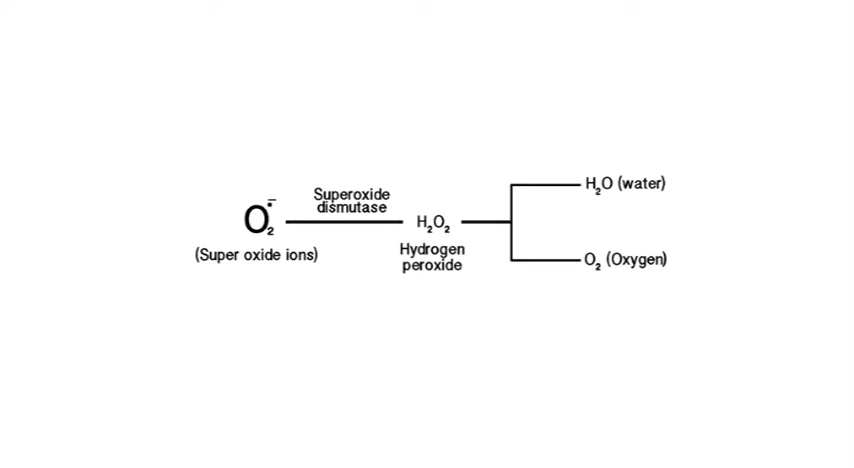 Superoxide
dismutase
O₂•⁻
H₂O₂
H₂O (water)
(Super oxide ions)
Hydrogen
peroxide
O₂ (Oxygen)